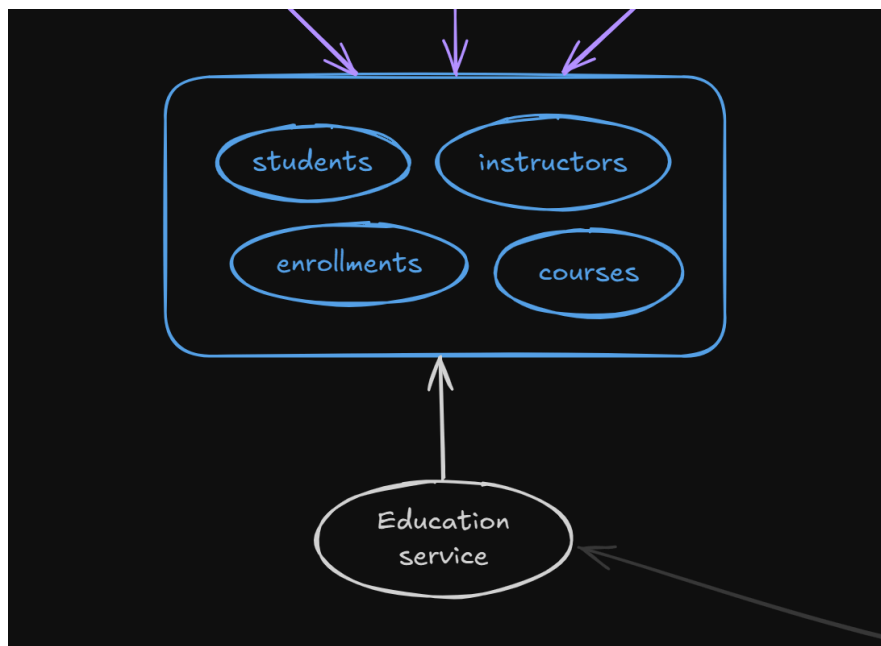 students
instructors
enrollments
courses
Education
service